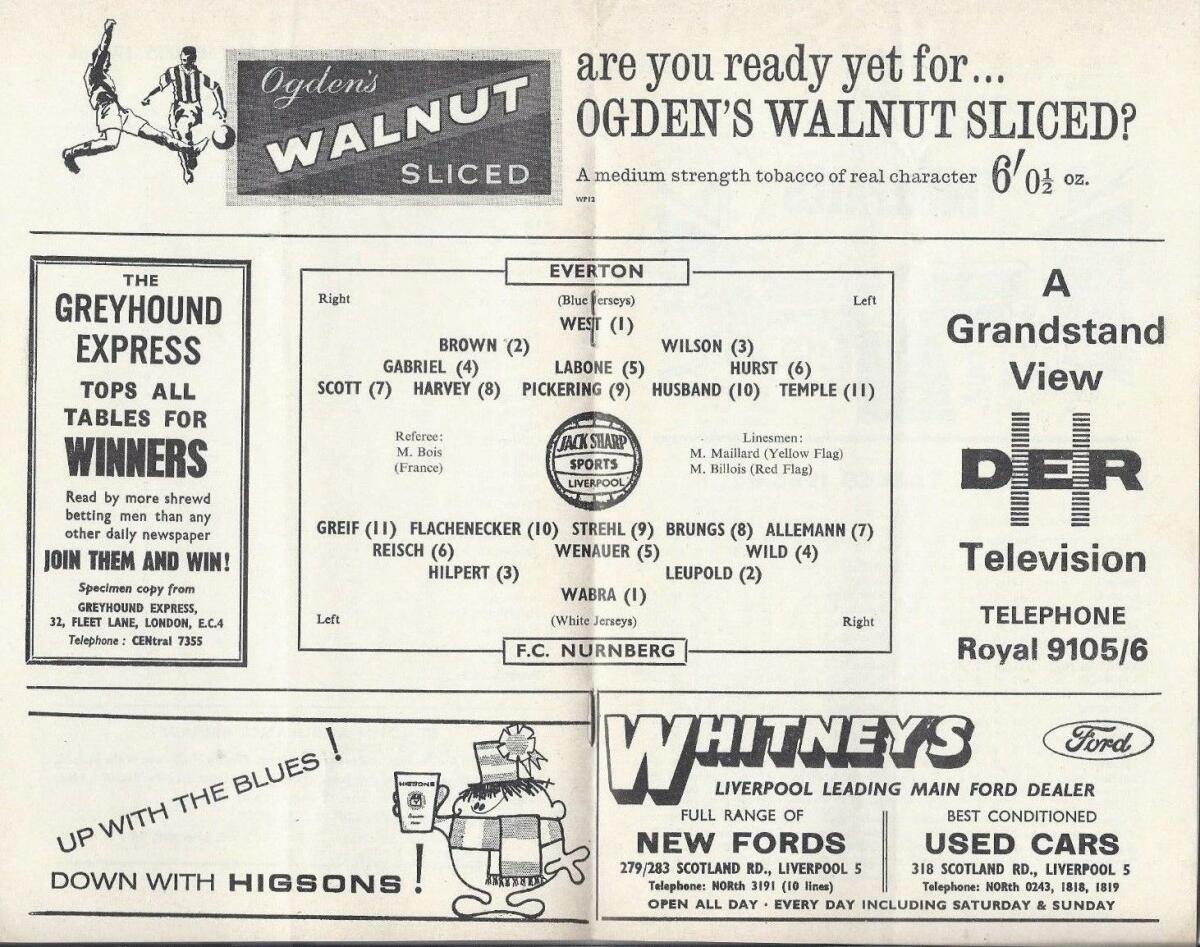 Ogden's
WALNUT
SLICED
are you ready yet for...
OGDEN'S WALNUT SLICED?
A medium strength tobacco of real character 6'0½ oz.
WP12
THE
GREYHOUND
EXPRESS
TOPS ALL
TABLES FOR
WINNERS
Read by more shrewd
betting men than any
other daily newspaper
JOIN THEM AND WIN!
Specimen copy from
GREYHOUND EXPRESS,
32, FLEET LANE, LONDON, E.C.4
Telephone : CENtral 7355
EVERTON
Right (Blue Jerseys) Left
WEST (1)
BROWN (2) WILSON (3)
GABRIEL (4) LABONE (5) HURST (6)
SCOTT (7) HARVEY (8) PICKERING (9) HUSBAND (10) TEMPLE (11)
Referee:
M. Bois
(France)
JACK SHARP
SPORTS
LIVERPOOL
Linesmen:
M. Maillard (Yellow Flag)
M. Billois (Red Flag)
GREIF (11) FLACHENECKER (10) STREHL (9) BRUNGS (8) ALLEMANN (7)
REISCH (6) WENAUER (5) WILD (4)
HILPERT (3) LEUPOLD (2)
WABRA (1)
Left (White Jerseys) Right
F.C. NURNBERG
A
Grandstand
View
DER
Television
TELEPHONE
Royal 9105/6
UP WITH THE BLUES!
DOWN WITH HIGSONS!
HIGSONS
WHITNEY'S
Ford
LIVERPOOL LEADING MAIN FORD DEALER
FULL RANGE OF
NEW FORDS
279/283 SCOTLAND RD., LIVERPOOL 5
Telephone: NORth 3191 (10 lines)
BEST CONDITIONED
USED CARS
318 SCOTLAND RD., LIVERPOOL 5
Telephone: NORth 0243, 1818, 1819
OPEN ALL DAY · EVERY DAY INCLUDING SATURDAY & SUNDAY